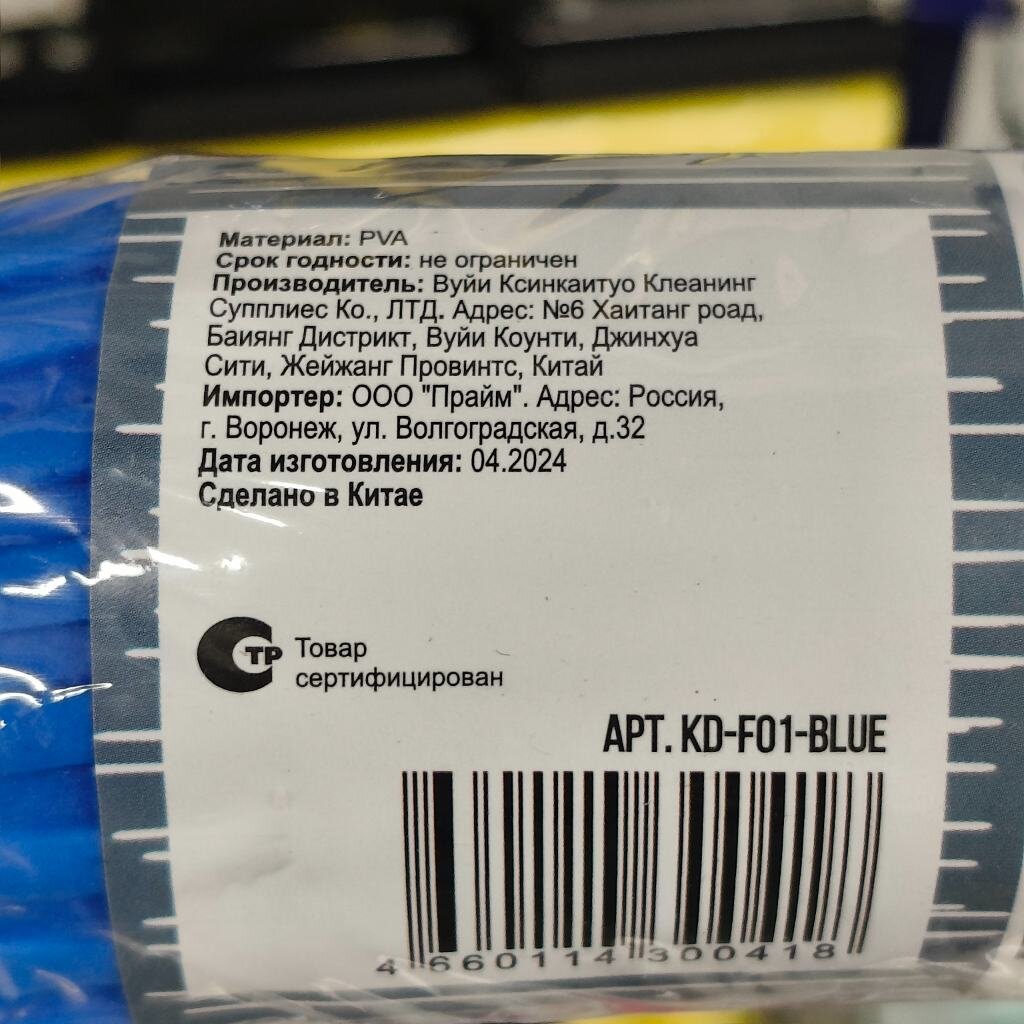 Материал: PVA
Срок годности: не ограничен
Производитель: Вуйи Ксинкаитуо Клеанинг
Супплиес Ко., ЛТД. Адрес: №6 Хаитанг роад,
Баиянг Дистрикт, Вуйи Коунти, Джинхуа
Сити, Жейжанг Провинтс, Китай
Импортер: ООО "Прайм". Адрес: Россия,
г. Воронеж, ул. Волгоградская, д.32
Дата изготовления: 04.2024
Сделано в Китае
СТР Товар
сертифицирован
АРТ. KD-F01-BLUE
4 660114 300418